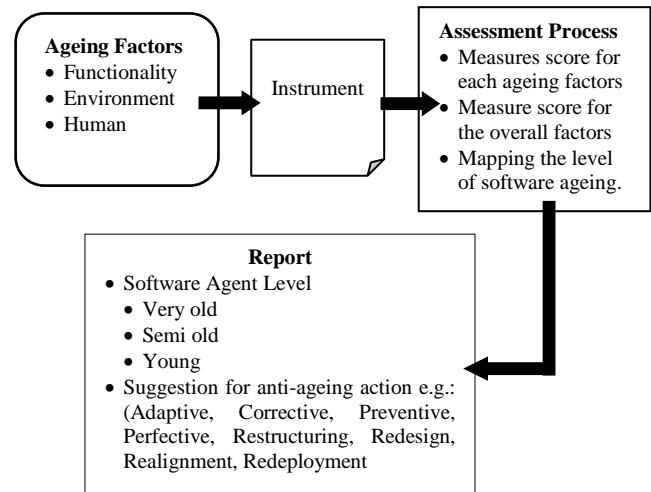 Ageing Factors
• Functionality
• Environment
• Human
Instrument
Assessment Process
• Measures score for
each ageing factors
• Measure score for
the overall factors
• Mapping the level
of software ageing.
Report
• Software Agent Level
• Very old
• Semi old
• Young
• Suggestion for anti-ageing action e.g.:
(Adaptive, Corrective, Preventive,
Perfective, Restructuring, Redesign,
Realignment, Redeployment